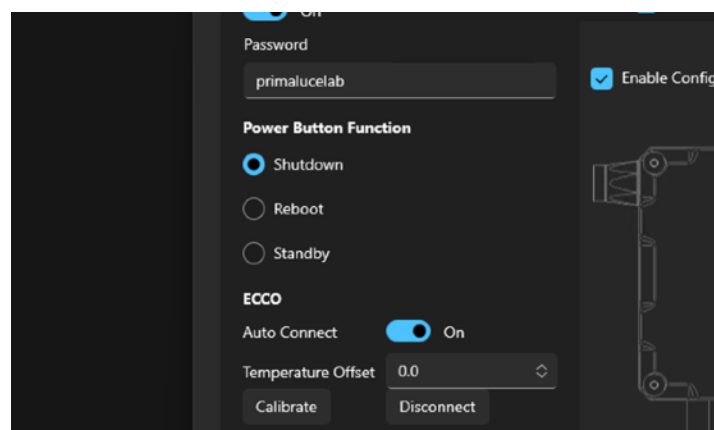 On
Password
primalucelab
Enable Config
Power Button Function
Shutdown
Reboot
Standby
ECCO
Auto Connect On
Temperature Offset 0.0
Calibrate Disconnect